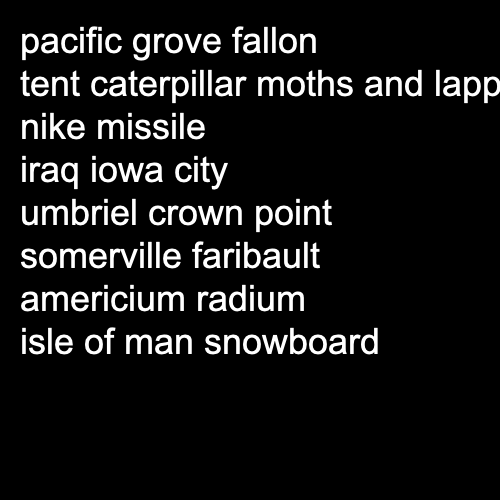 pacific grove fallon
tent caterpillar moths and lapp
nike missile
iraq iowa city
umbriel crown point
somerville faribault
americium radium
isle of man snowboard